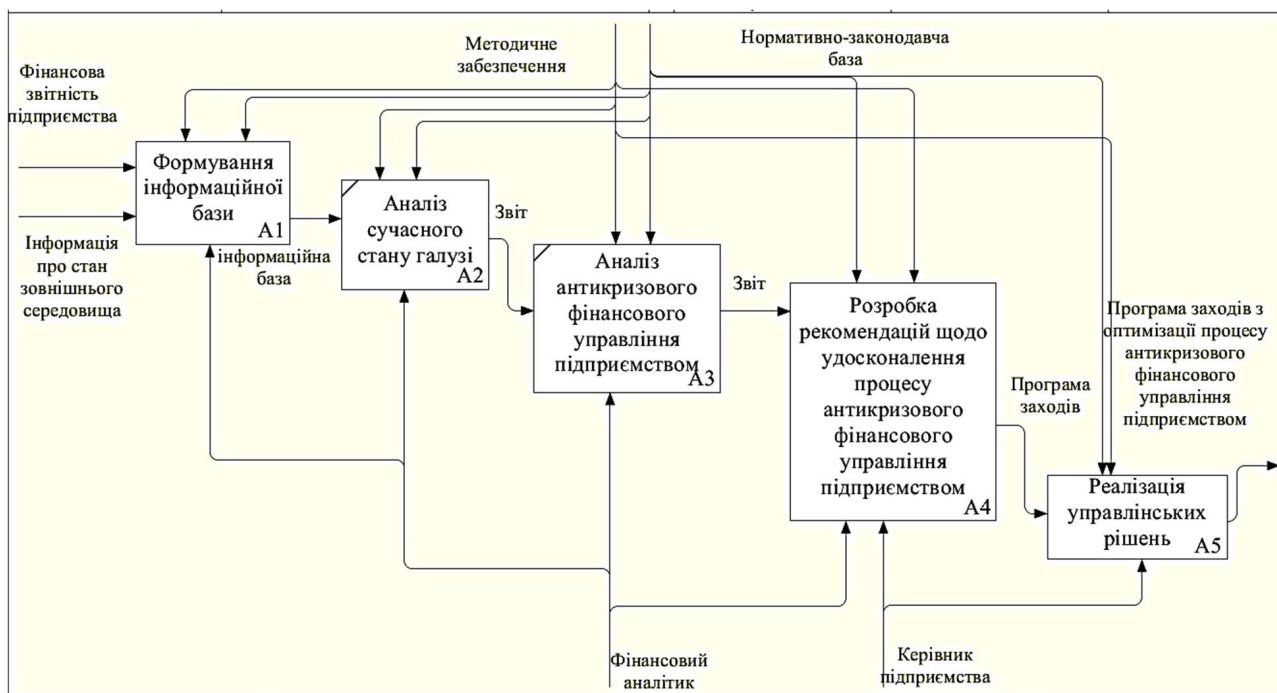 Методичне
забезпечення
Нормативно-законодавча
база
Фінансова
звітність
підприємства
Формування
інформаційної
бази
A1
Інформація
про стан
зовнішнього
середовища
інформаційна
база
Аналіз
сучасного
стану галузі
A2
Звіт
Аналіз
антикризового
фінансового
управління
підприємством
A3
Звіт
Розробка
рекомендацій щодо
удосконалення
процесу
антикризового
фінансового
управління
підприємством
A4
Програма
заходів
Програма заходів з
оптимізації процесу
антикризового
фінансового
управління
підприємством
Реалізація
управлінських
рішень
A5
Фінансовий
аналітик
Керівник
підприємства